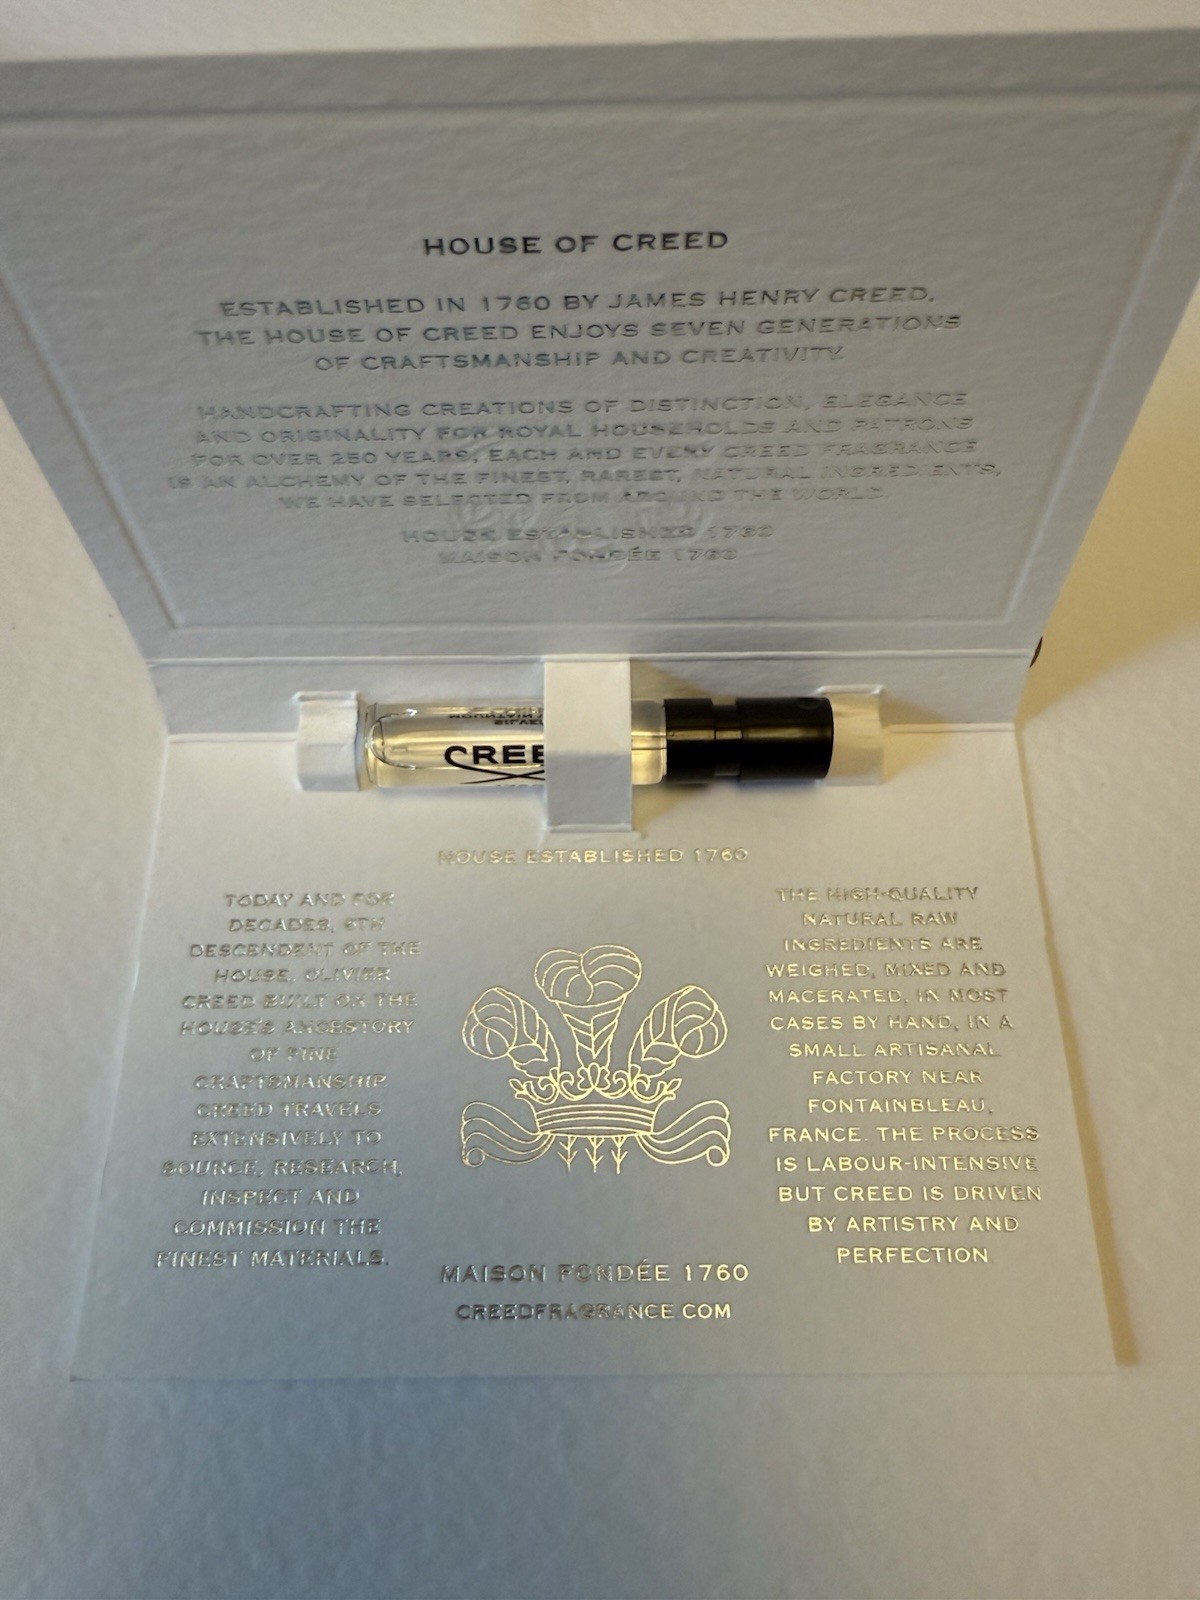 HOUSE OF CREED
ESTABLISHED IN 1760 BY JAMES HENRY CREED,
THE HOUSE OF CREED ENJOYS SEVEN GENERATIONS
OF CRAFTSMANSHIP AND CREATIVITY.
HANDCRAFTING CREATIONS OF DISTINCTION, ELEGANCE
AND ORIGINALITY FOR ROYAL HOUSEHOLDS AND PATRONS
FOR OVER 250 YEARS, EACH AND EVERY CREED FRAGRANCE
IS AN ALCHEMY OF THE FINEST, RAREST, NATURAL INGREDIENTS,
WE HAVE SELECTED FROM AROUND THE WORLD.
HOUSE ESTABLISHED 1760
MAISON FONDÉE 1760
MOUNTAIN
SILVE
CREE
HOUSE ESTABLISHED 1760
TODAY AND FOR
DECADES, 6TH
DESCENDENT OF THE
HOUSE, OLIVIER
CREED BUILT ON THE
HOUSE'S ANCESTORY
OF FINE
CRAFTSMANSHIP
CREED TRAVELS
EXTENSIVELY TO
SOURCE, RESEARCH,
INSPECT AND
COMMISSION THE
FINEST MATERIALS.
THE HIGH-QUALITY
NATURAL RAW
INGREDIENTS ARE
WEIGHED, MIXED AND
MACERATED, IN MOST
CASES BY HAND, IN A
SMALL ARTISANAL
FACTORY NEAR
FONTAINBLEAU,
FRANCE. THE PROCESS
IS LABOUR-INTENSIVE
BUT CREED IS DRIVEN
BY ARTISTRY AND
PERFECTION
MAISON FONDÉE 1760
CREEDFRAGRANCE.COM